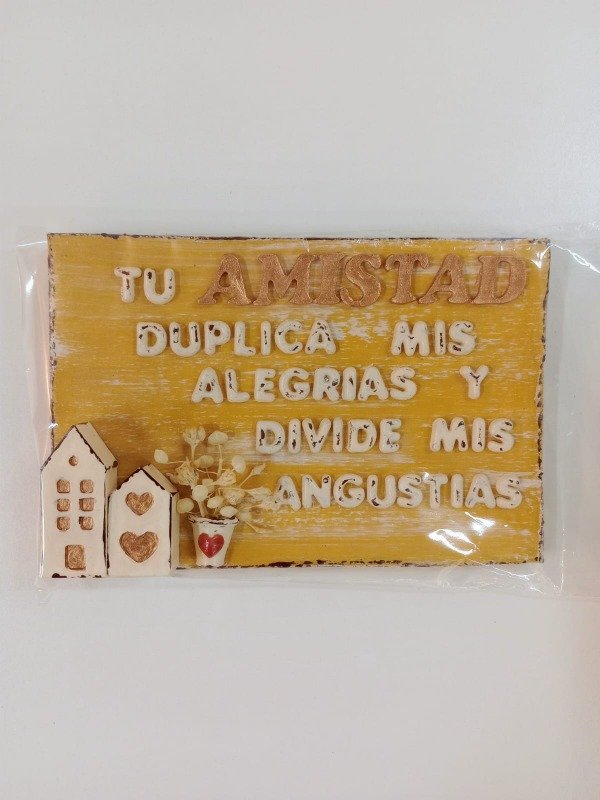 TU AMISTAD
DUPLICA MIS
ALEGRIAS Y
DIVIDE MIS
ANGUSTIAS